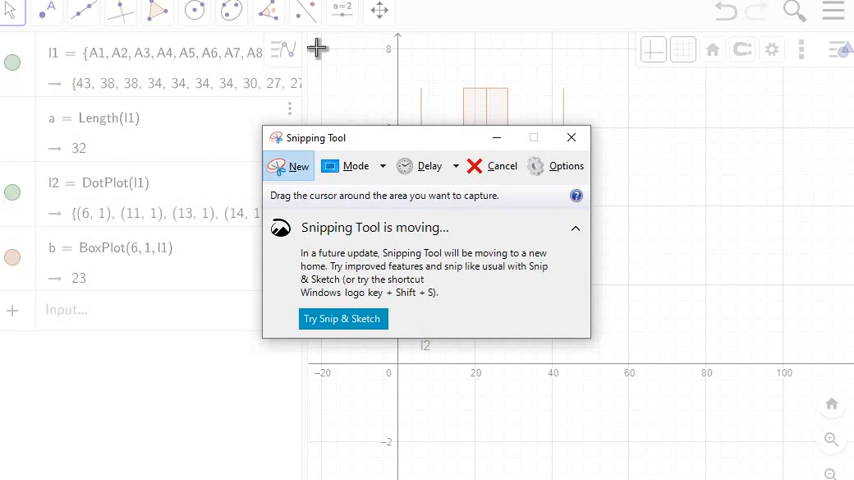 a=2
l1 = {A1, A2, A3, A4, A5, A6, A7, A8
→ {43, 38, 38, 34, 34, 34, 30, 27, 27
a = Length(l1)
→ 32
l2 = DotPlot(l1)
→ {(6, 1), (11, 1), (13, 1), (14, 1
b = BoxPlot(6,1,l1)
→ 23
Input...
Snipping Tool
New
Mode
Delay
Cancel
Options
Drag the cursor around the area you want to capture.
Snipping Tool is moving...
In a future update, Snipping Tool will be moving to a new
home. Try improved features and snip like usual with Snip
& Sketch (or try the shortcut
Windows logo key + Shift + S).
Try Snip & Sketch
8
l2
−20
0
20
40
60
80
100
0
−2